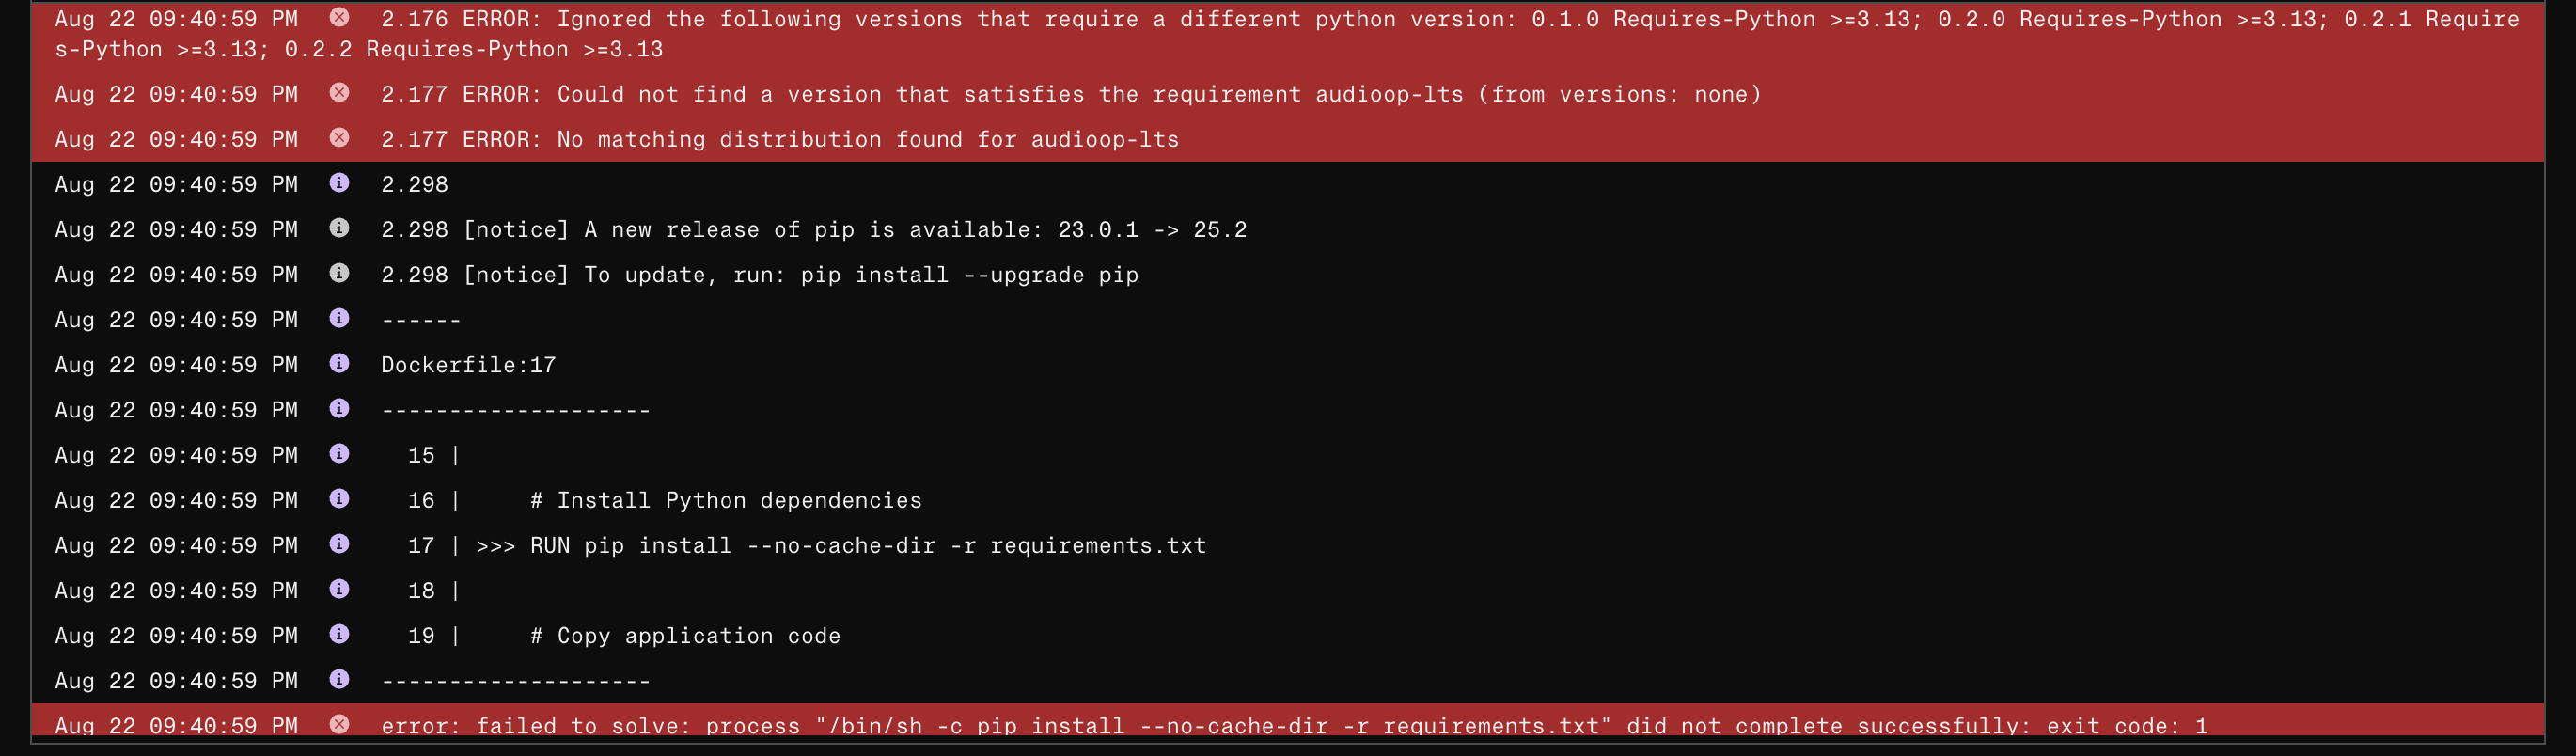 Aug 22 09:40:59 PM 2.176 ERROR: Ignored the following versions that require a different python version: 0.1.0 Requires-Python >=3.13; 0.2.0 Requires-Python >=3.13; 0.2.1 Require
s-Python >=3.13; 0.2.2 Requires-Python >=3.13
Aug 22 09:40:59 PM 2.177 ERROR: Could not find a version that satisfies the requirement audioop-lts (from versions: none)
Aug 22 09:40:59 PM 2.177 ERROR: No matching distribution found for audioop-lts
Aug 22 09:40:59 PM 2.298
Aug 22 09:40:59 PM 2.298 [notice] A new release of pip is available: 23.0.1 -> 25.2
Aug 22 09:40:59 PM 2.298 [notice] To update, run: pip install --upgrade pip
Aug 22 09:40:59 PM ------
Aug 22 09:40:59 PM Dockerfile:17
Aug 22 09:40:59 PM --------------------
Aug 22 09:40:59 PM   15 |
Aug 22 09:40:59 PM   16 |     # Install Python dependencies
Aug 22 09:40:59 PM   17 | >>> RUN pip install --no-cache-dir -r requirements.txt
Aug 22 09:40:59 PM   18 |
Aug 22 09:40:59 PM   19 |     # Copy application code
Aug 22 09:40:59 PM --------------------
Aug 22 09:40:59 PM error: failed to solve: process "/bin/sh -c pip install --no-cache-dir -r requirements.txt" did not complete successfully: exit code: 1